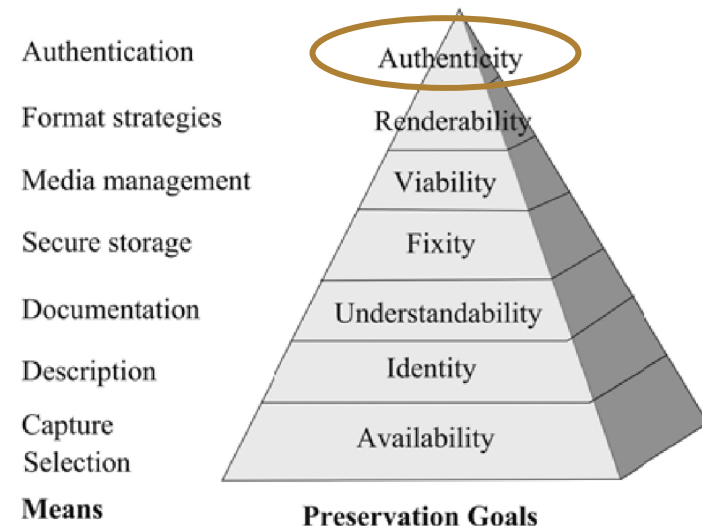 Authentication Authenticity
Format strategies Renderability
Media management Viability
Secure storage Fixity
Documentation Understandability
Description Identity
Capture
Selection Availability
Means Preservation Goals